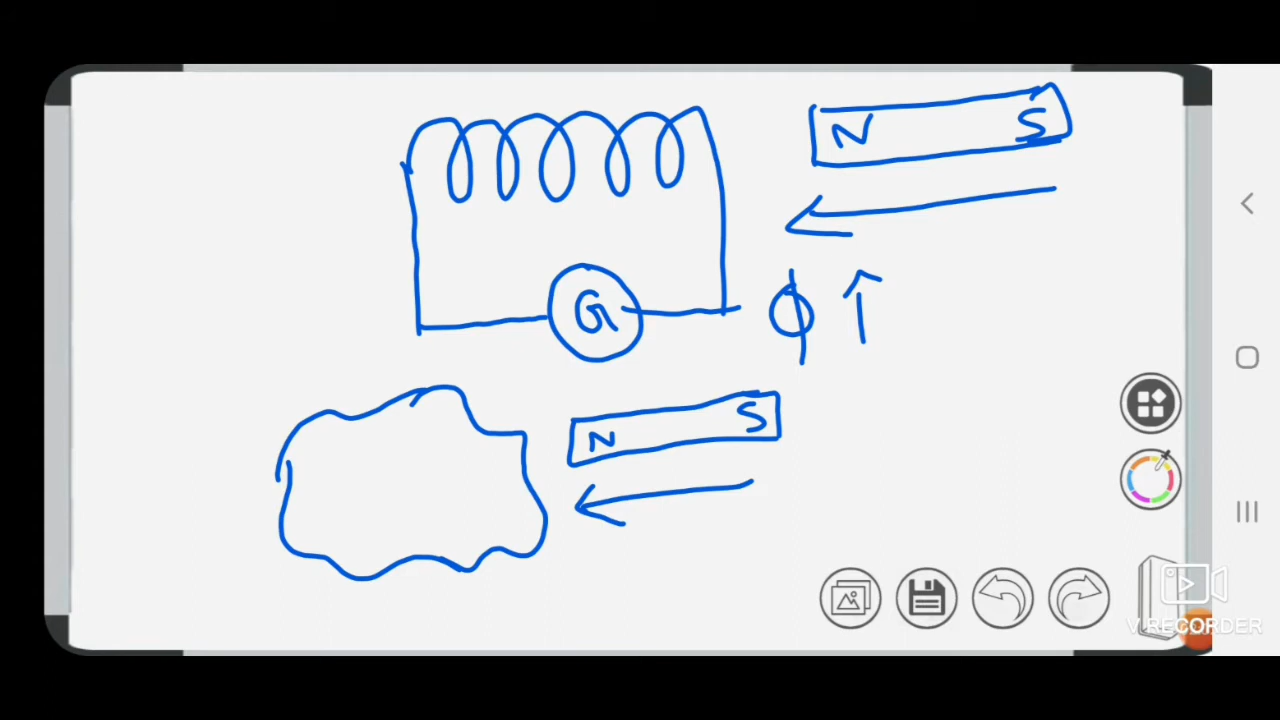 N S
G
Φ ↑
N S
V RECORDER